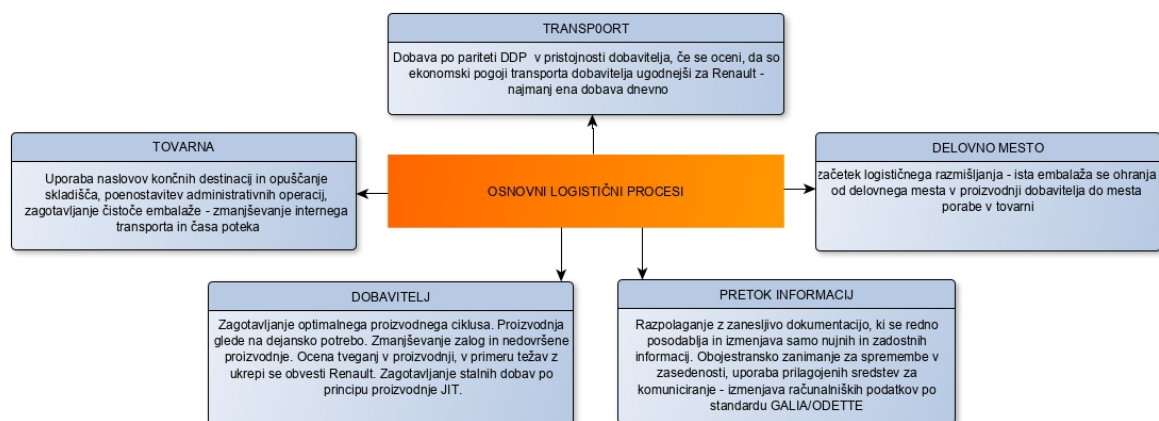 TRANSP0ORT
Dobava po pariteti DDP v pristojnosti dobavitelja, če se oceni, da so
ekonomski pogoji transporta dobavitelja ugodnejši za Renault -
najmanj ena dobava dnevno
TOVARNA
Uporaba naslovov končnih destinacij in opuščanje
skladišča, poenostavitev administrativnih operacij,
zagotavljanje čistoče embalaže - zmanjševanje internega
transporta in časa poteka
OSNOVNI LOGISTIČNI PROCESI
DELOVNO MESTO
začetek logističnega razmišljanja - ista embalaža se ohranja
od delovnega mesta v proizvodnji dobavitelja do mesta
porabe v tovarni
DOBAVITELJ
Zagotavljanje optimalnega proizvodnega ciklusa. Proizvodnja
glede na dejansko potrebo. Zmanjševanje zalog in nedovršene
proizvodnje. Ocena tveganj v proizvodnji, v primeru težav z
ukrepi se obvesti Renault. Zagotavljanje stalnih dobav po
principu proizvodnje JIT.
PRETOK INFORMACIJ
Razpolaganje z zanesljivo dokumentacijo, ki se redno
posodablja in izmenjava samo nujnih in zadostnih
informacij. Obojestransko zanimanje za spremembe v
zasedenosti, uporaba prilagojenih sredstev za
komuniciranje - izmenjava računalniških podatkov po
standardu GALIA/ODETTE